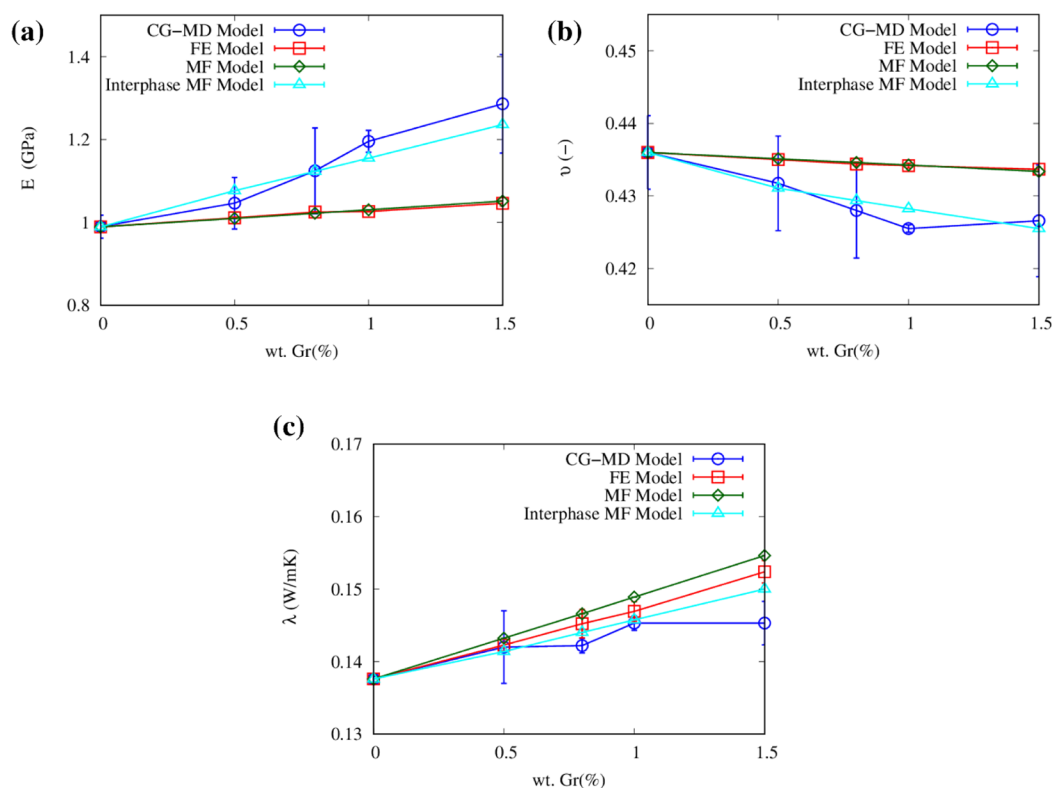 (a)
CG−MD Model
FE Model
MF Model
Interphase MF Model
1.4
1.2
1
0.8
E (GPa)
0
0.5
1
1.5
wt. Gr(%)
(b)
CG−MD Model
FE Model
MF Model
Interphase MF Model
0.45
0.44
0.43
0.42
υ (−)
0
0.5
1
1.5
wt. Gr(%)
(c)
CG−MD Model
FE Model
MF Model
Interphase MF Model
0.17
0.16
0.15
0.14
0.13
λ (W/mK)
0
0.5
1
1.5
wt. Gr(%)